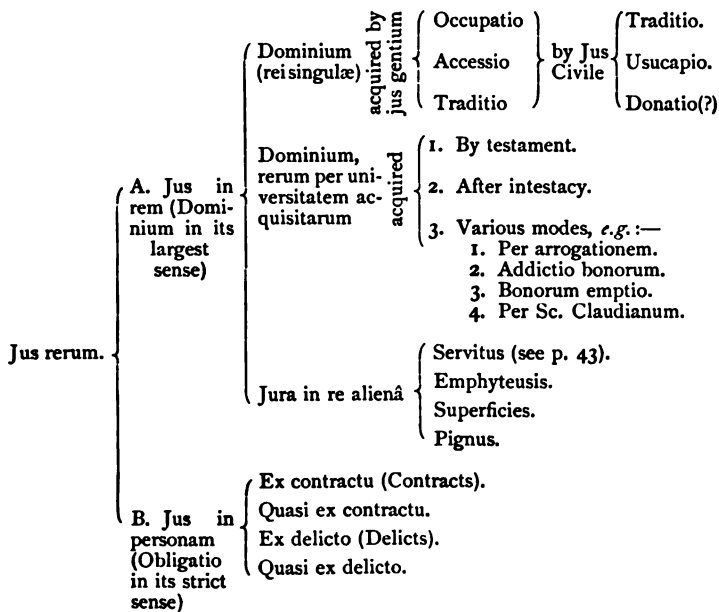 Jus rerum.
A. Jus in
rem (Domi-
nium in its
largest
sense)
Dominium
(rei singulæ)
acquired by
jus gentium
Occupatio
Accessio
Traditio
by Jus
Civile
Traditio.
Usucapio.
Donatio(?)
Dominium,
rerum per uni-
versitatem ac-
quisitarum
acquired
1. By testament.
2. After intestacy.
3. Various modes, e.g. :—
1. Per arrogationem.
2. Addictio bonorum.
3. Bonorum emptio.
4. Per Sc. Claudianum.
Jura in re alienâ
Servitus (see p. 43).
Emphyteusis.
Superficies.
Pignus.
B. Jus in
personam
(Obligatio
in its strict
sense)
Ex contractu (Contracts).
Quasi ex contractu.
Ex delicto (Delicts).
Quasi ex delicto.